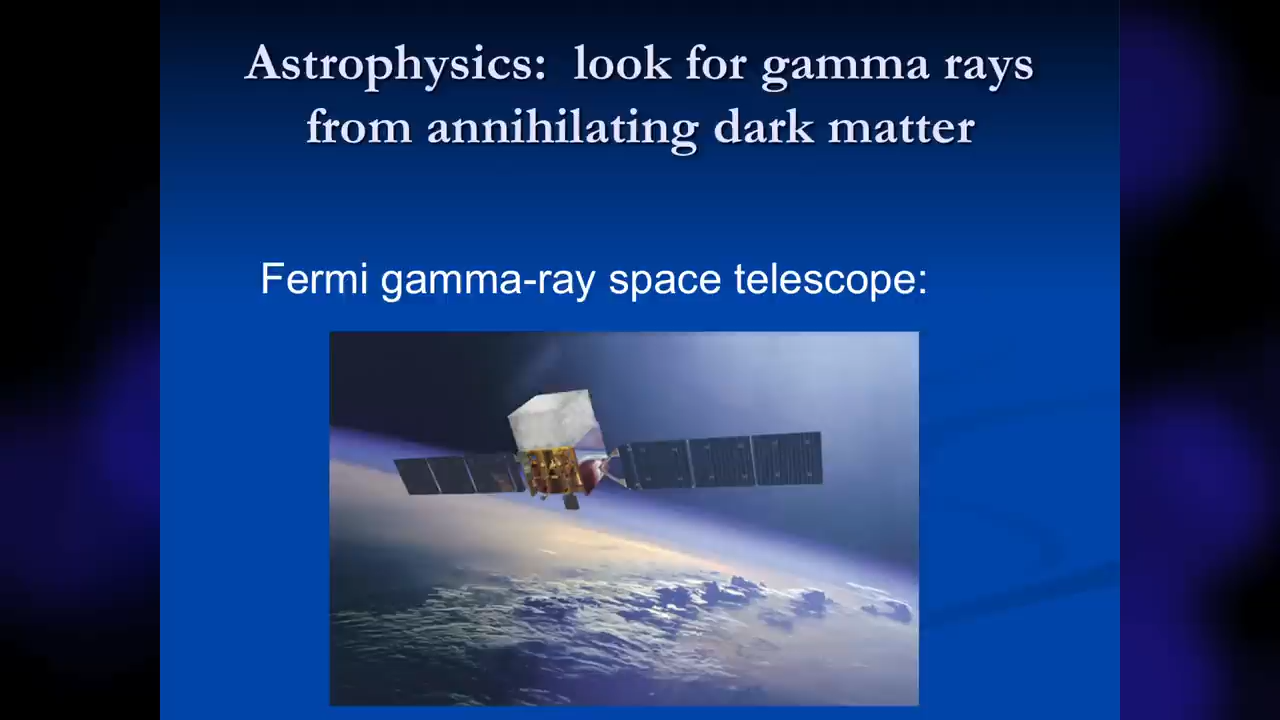 Astrophysics: look for gamma rays
from annihilating dark matter
Fermi gamma-ray space telescope: